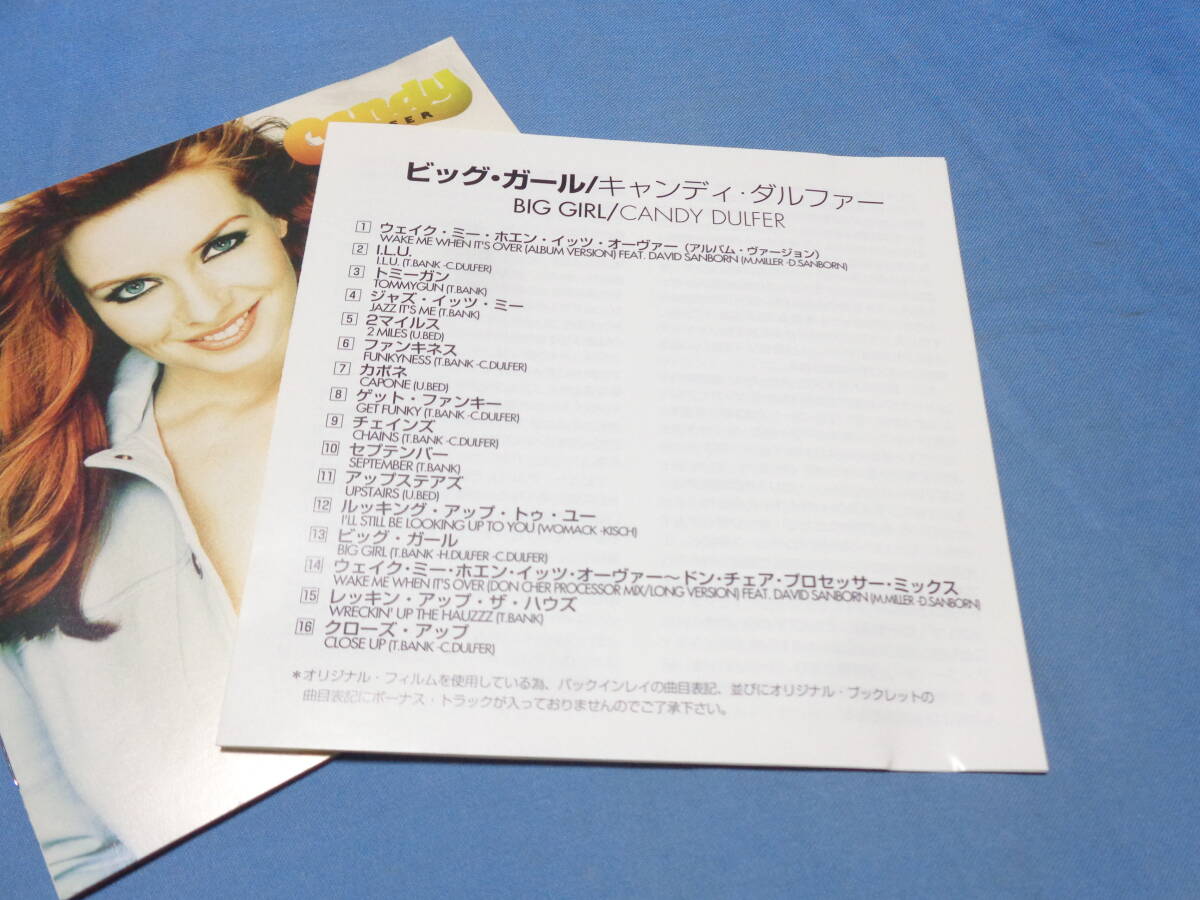 Candy
ビッグ・ガール/キャンディ・ダルファー
BIG GIRL/CANDY DULFER
1 ウェイク・ミー・ホエン・イッツ・オーヴァー (アルバム・ヴァージョン)
WAKE ME WHEN IT'S OVER (ALBUM VERSION) FEAT. DAVID SANBORN (M.MILLER -D.SANBORN)
2 I.L.U.
I.L.U. (T.BANK -C.DULFER)
3 トミーガン
TOMMYGUN (T.BANK)
4 ジャズ・イッツ・ミー
JAZZ IT'S ME (T.BANK)
5 2マイルス
2 MILES (U.BED)
6 ファンキネス
FUNKYNESS (T.BANK -C.DULFER)
7 カポネ
CAPONE (U.BED)
8 ゲット・ファンキー
GET FUNKY (T.BANK -C.DULFER)
9 チェインズ
CHAINS (T.BANK -C.DULFER)
10 セプテンバー
SEPTEMBER (T.BANK)
11 アップステアズ
UPSTAIRS (U.BED)
12 ルッキング・アップ・トゥ・ユー
I'LL STILL BE LOOKING UP TO YOU (WOMACK -KISCH)
13 ビッグ・ガール
BIG GIRL (T.BANK -H.DULFER -C.DULFER)
14 ウェイク・ミー・ホエン・イッツ・オーヴァー〜ドン・チェア・プロセッサー・ミックス
WAKE ME WHEN IT'S OVER (DON CHER PROCESSOR MIX/LONG VERSION) FEAT. DAVID SANBORN (M.MILLER -D.SANBORN)
15 レッキン・アップ・ザ・ハウズ
WRECKIN' UP THE HAUZZZ (T.BANK)
16 クローズ・アップ
CLOSE UP (T.BANK -C.DULFER)
*オリジナル・フィルムを使用している為、バックインレイの曲目表記、並びにオリジナル・ブックレットの
曲目表記にボーナス・トラックが入っておりませんのでご了承下さい。